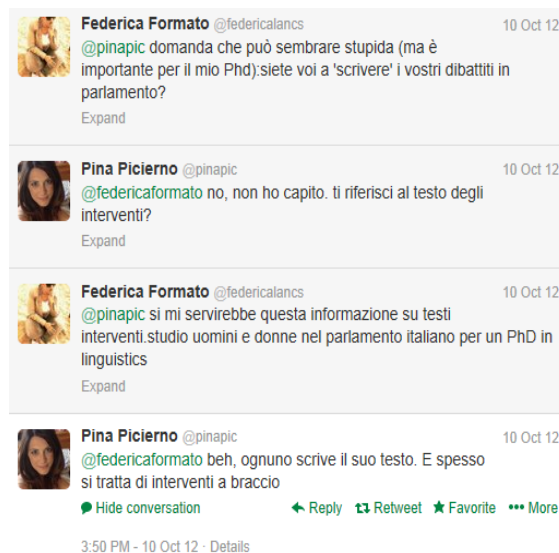 Federica Formato @federicalancs 10 Oct 12
@pinapic domanda che può sembrare stupida (ma è
importante per il mio Phd):siete voi a 'scrivere' i vostri dibattiti in
parlamento?
Expand
Pina Picierno @pinapic 10 Oct 12
@federicaformato no, non ho capito. ti riferisci al testo degli
interventi?
Expand
Federica Formato @federicalancs 10 Oct 12
@pinapic si mi servirebbe questa informazione su testi
interventi.studio uomini e donne nel parlamento italiano per un PhD in
linguistics
Expand
Pina Picierno @pinapic 10 Oct 12
@federicaformato beh, ognuno scrive il suo testo. E spesso
si tratta di interventi a braccio
Hide conversation Reply Retweet Favorite More
3:50 PM - 10 Oct 12 · Details